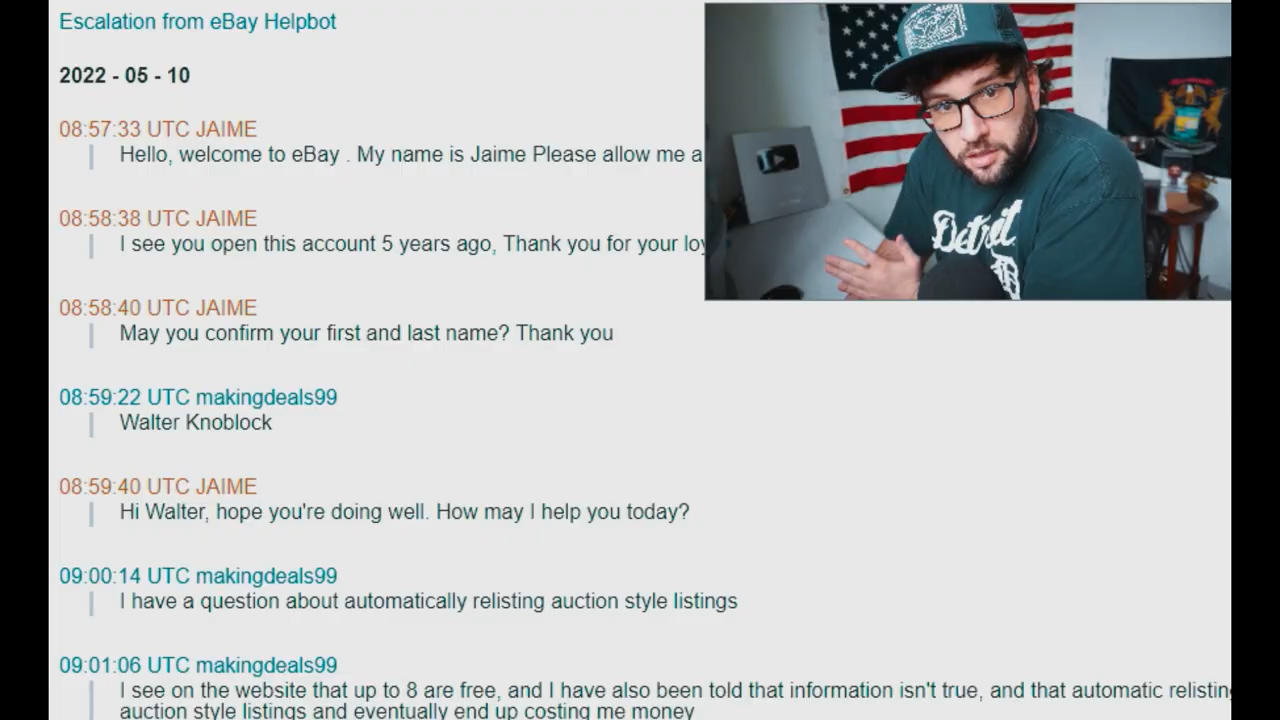 Escalation from eBay Helpbot
2022 - 05 - 10
08:57:33 UTC JAIME
Hello, welcome to eBay . My name is Jaime Please allow me a
08:58:38 UTC JAIME
I see you open this account 5 years ago, Thank you for your loy
08:58:40 UTC JAIME
May you confirm your first and last name? Thank you
08:59:22 UTC makingdeals99
Walter Knoblock
08:59:40 UTC JAIME
Hi Walter, hope you're doing well. How may I help you today?
09:00:14 UTC makingdeals99
I have a question about automatically relisting auction style listings
09:01:06 UTC makingdeals99
I see on the website that up to 8 are free, and I have also been told that information isn't true, and that automatic relisting
auction style listings and eventually end up costing me money
Detroit